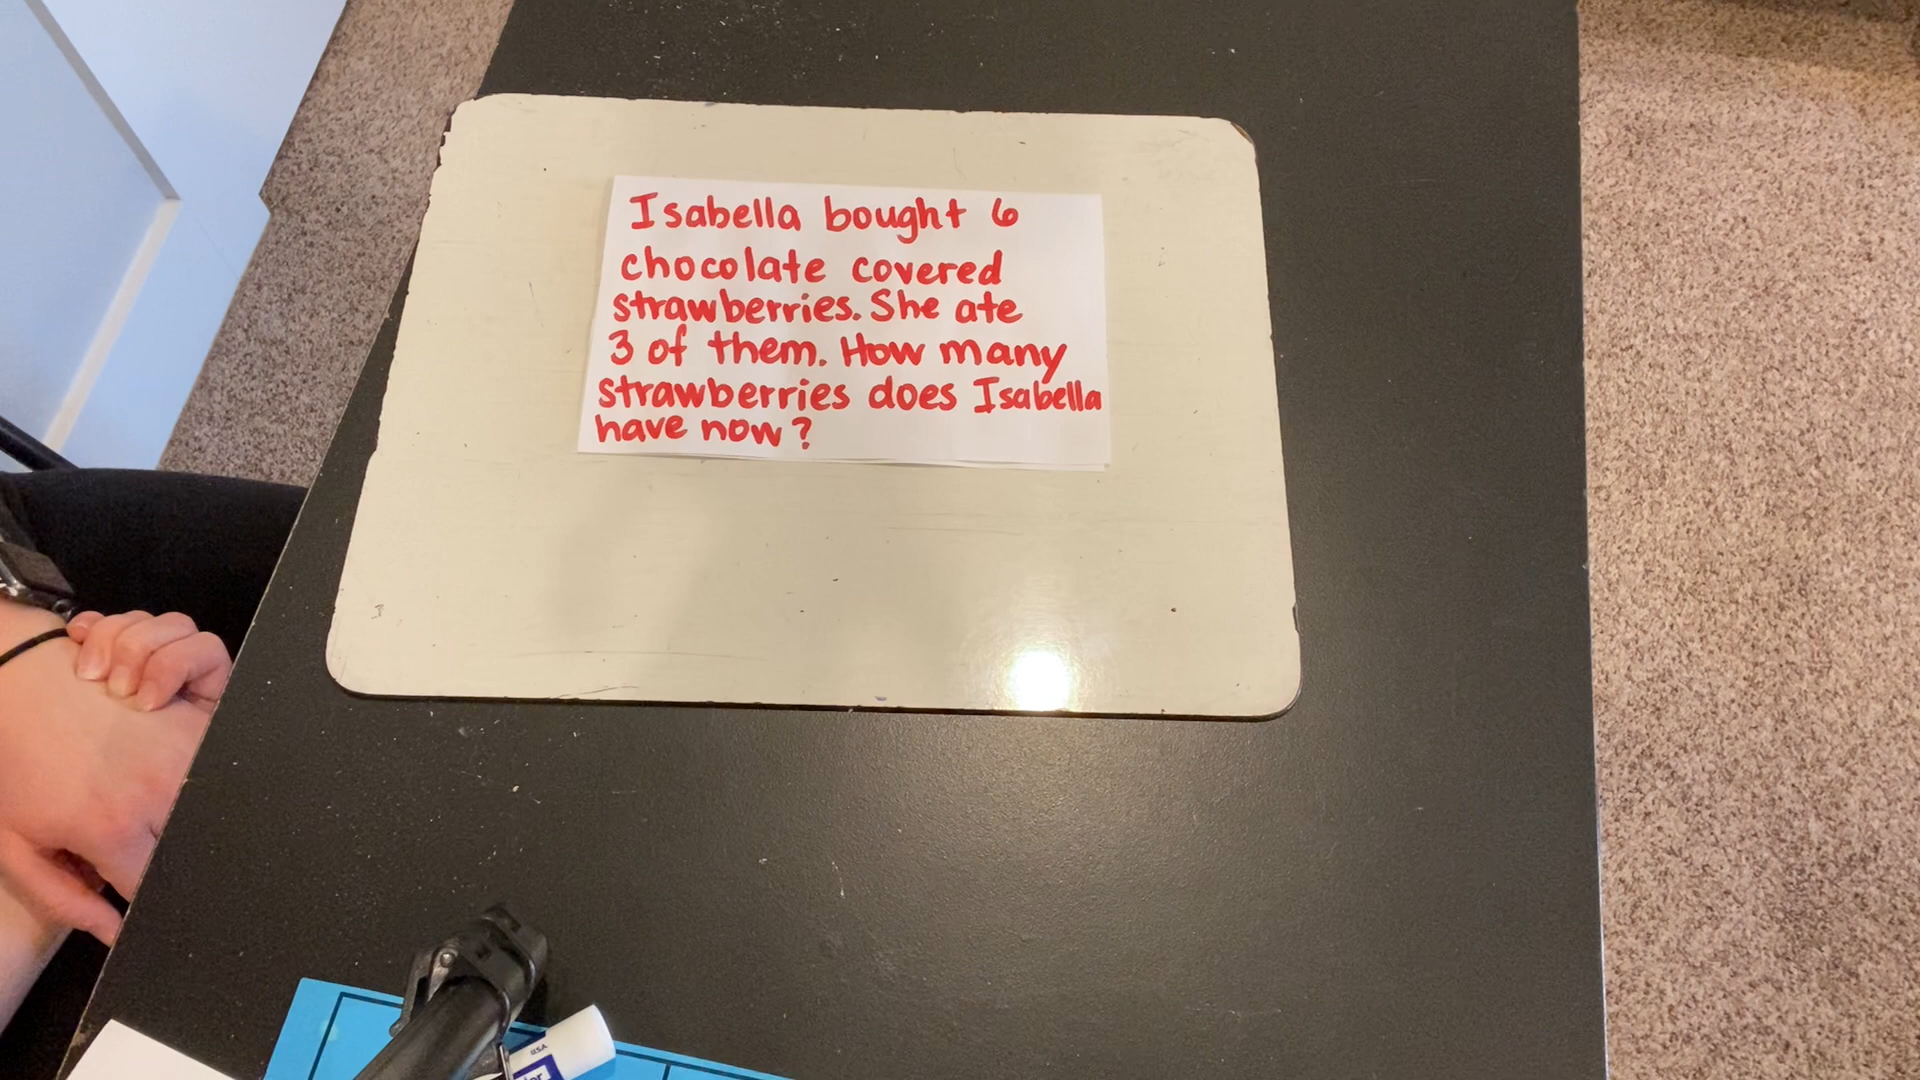 Isabella bought 6
chocolate covered
strawberries. She ate
3 of them. How many
strawberries does Isabella
have now?
U.S.A.